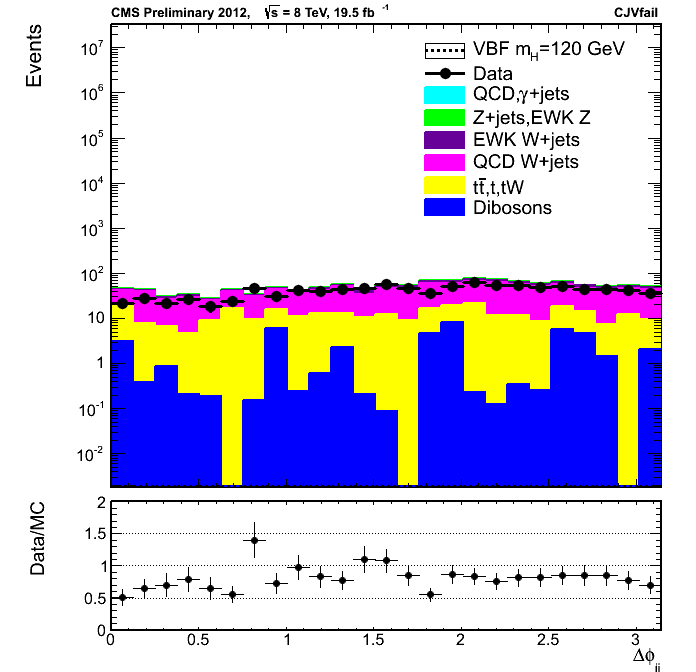 CMS Preliminary 2012, √s = 8 TeV, 19.5 fb⁻¹ CJVfail
Events
10⁷
10⁶
10⁵
10⁴
10³
10²
10
1
10⁻¹
10⁻²
VBF m_H=120 GeV
Data
QCD,γ+jets
Z+jets,EWK Z
EWK W+jets
QCD W+jets
tt̄,t,tW
Dibosons
Data/MC
2
1.5
1
0.5
0
0 0.5 1 1.5 2 2.5 3
Δϕ_jj